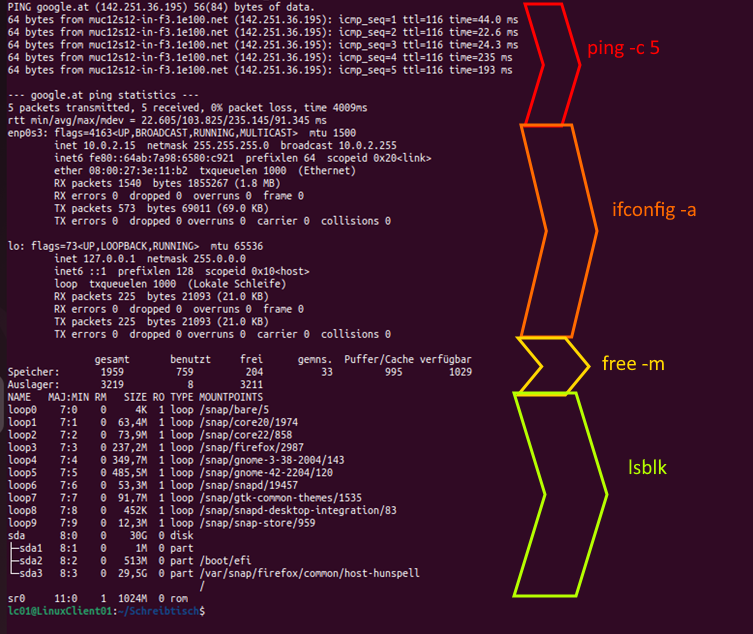 PING google.at (142.251.36.195) 56(84) bytes of data.
64 bytes from muc12s12-in-f3.1e100.net (142.251.36.195): icmp_seq=1 ttl=116 time=44.0 ms
64 bytes from muc12s12-in-f3.1e100.net (142.251.36.195): icmp_seq=2 ttl=116 time=22.6 ms
64 bytes from muc12s12-in-f3.1e100.net (142.251.36.195): icmp_seq=3 ttl=116 time=24.3 ms
64 bytes from muc12s12-in-f3.1e100.net (142.251.36.195): icmp_seq=4 ttl=116 time=235 ms
64 bytes from muc12s12-in-f3.1e100.net (142.251.36.195): icmp_seq=5 ttl=116 time=193 ms
ping -c 5
--- google.at ping statistics ---
5 packets transmitted, 5 received, 0% packet loss, time 4009ms
rtt min/avg/max/mdev = 22.605/103.825/235.145/91.345 ms
enp0s3: flags=4163<UP,BROADCAST,RUNNING,MULTICAST>  mtu 1500
        inet 10.0.2.15  netmask 255.255.255.0  broadcast 10.0.2.255
        inet6 fe80::64ab:7a98:6580:c921  prefixlen 64  scopeid 0x20<link>
        ether 08:00:27:3e:11:b2  txqueuelen 1000  (Ethernet)
        RX packets 1540  bytes 1855267 (1.8 MB)
        RX errors 0  dropped 0  overruns 0  frame 0
        TX packets 573  bytes 69011 (69.0 KB)
        TX errors 0  dropped 0 overruns 0  carrier 0  collisions 0
ifconfig -a
lo: flags=73<UP,LOOPBACK,RUNNING>  mtu 65536
        inet 127.0.0.1  netmask 255.0.0.0
        inet6 ::1  prefixlen 128  scopeid 0x10<host>
        loop  txqueuelen 1000  (Lokale Schleife)
        RX packets 225  bytes 21093 (21.0 KB)
        RX errors 0  dropped 0  overruns 0  frame 0
        TX packets 225  bytes 21093 (21.0 KB)
        TX errors 0  dropped 0 overruns 0  carrier 0  collisions 0
               gesamt       benutzt     frei      gemns.  Puffer/Cache verfügbar
Speicher:       1959         759         204          33         995        1029
Auslager:       3219           8        3211
free -m
NAME   MAJ:MIN RM   SIZE RO TYPE MOUNTPOINTS
loop0    7:0    0     4K  1 loop /snap/bare/5
loop1    7:1    0  63,4M  1 loop /snap/core20/1974
loop2    7:2    0  73,9M  1 loop /snap/core22/858
loop3    7:3    0 237,2M  1 loop /snap/firefox/2987
loop4    7:4    0 349,7M  1 loop /snap/gnome-3-38-2004/143
loop5    7:5    0 485,5M  1 loop /snap/gnome-42-2204/120
loop6    7:6    0  53,3M  1 loop /snap/snapd/19457
loop7    7:7    0  91,7M  1 loop /snap/gtk-common-themes/1535
loop8    7:8    0   452K  1 loop /snap/snapd-desktop-integration/83
loop9    7:9    0  12,3M  1 loop /snap/snap-store/959
sda      8:0    0    30G  0 disk
├─sda1   8:1    0     1M  0 part
├─sda2   8:2    0   513M  0 part /boot/efi
└─sda3   8:3    0  29,5G  0 part /var/snap/firefox/common/host-hunspell
                                 /
sr0     11:0    1  1024M  0 rom
lsblk
lc01@LinuxClient01:~/Schreibtisch$